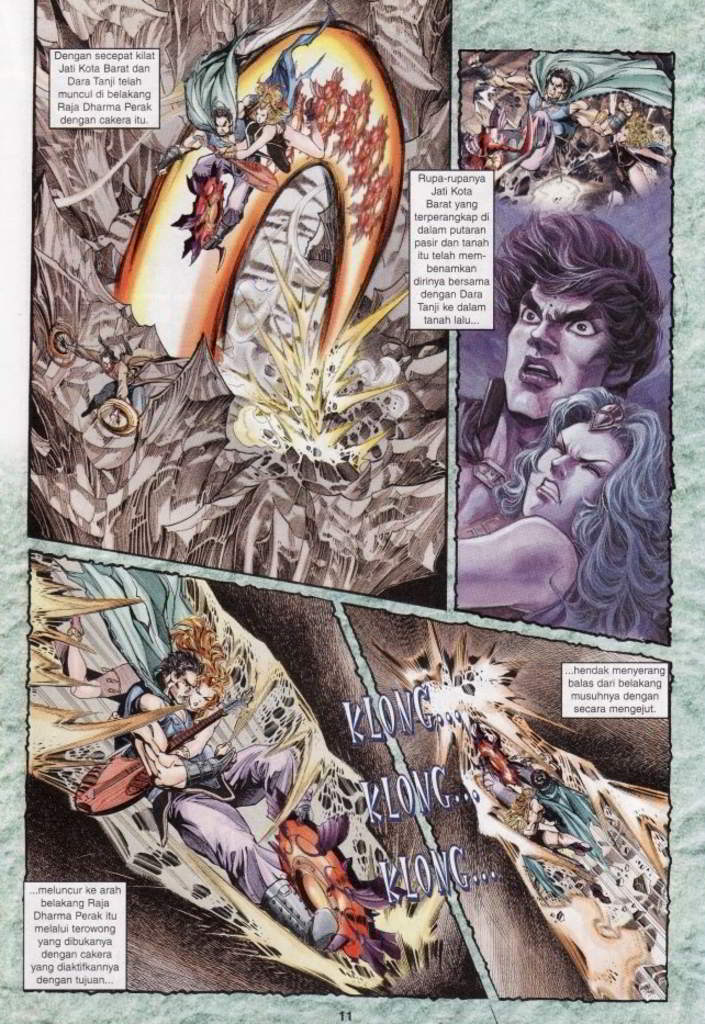 Dengan secepat kilat
Jati Kota Barat dan
Dara Tanji telah
muncul di belakang
Raja Dharma Perak
dengan cakera itu.
Rupa-rupanya
Jati Kota
Barat yang
terperangkap di
dalam putaran
pasir dan tanah
itu telah mem-
benamkan
dirinya bersama
dengan Dara
Tanji ke dalam
tanah lalu...
...meluncur ke arah
belakang Raja
Dharma Perak itu
melalui terowong
yang dibukanya
dengan cakera
yang diaktifkannya
dengan tujuan...
KLONG...
KLONG...
KLONG...
...hendak menyerang
balas dari belakang
musuhnya dengan
secara mengejut.
11